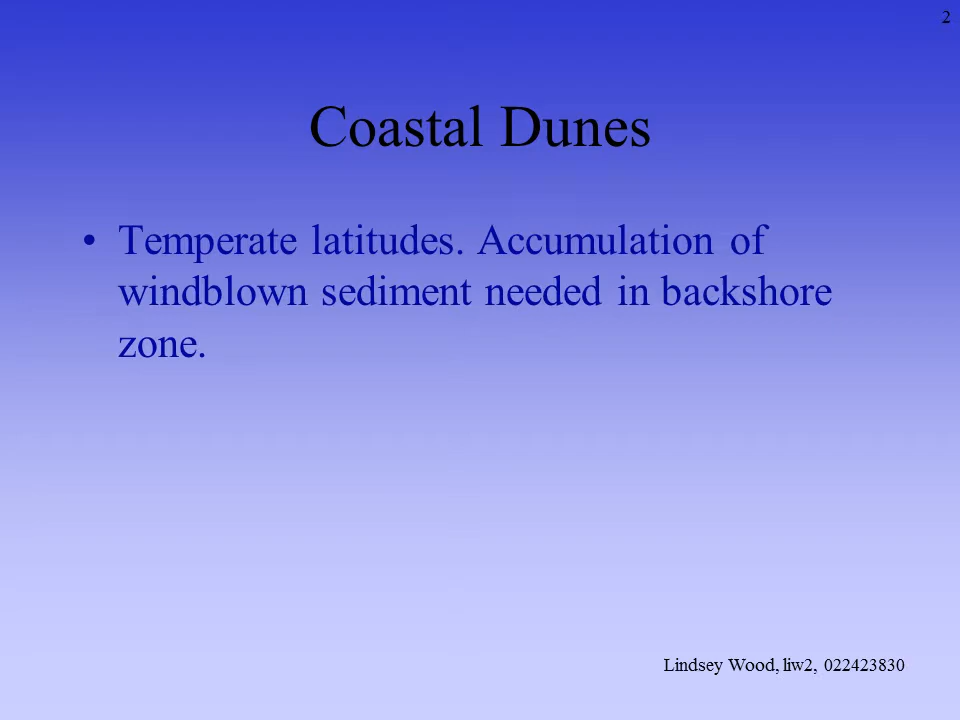 2
Coastal Dunes
• Temperate latitudes. Accumulation of
windblown sediment needed in backshore
zone.
Lindsey Wood, liw2, 022423830